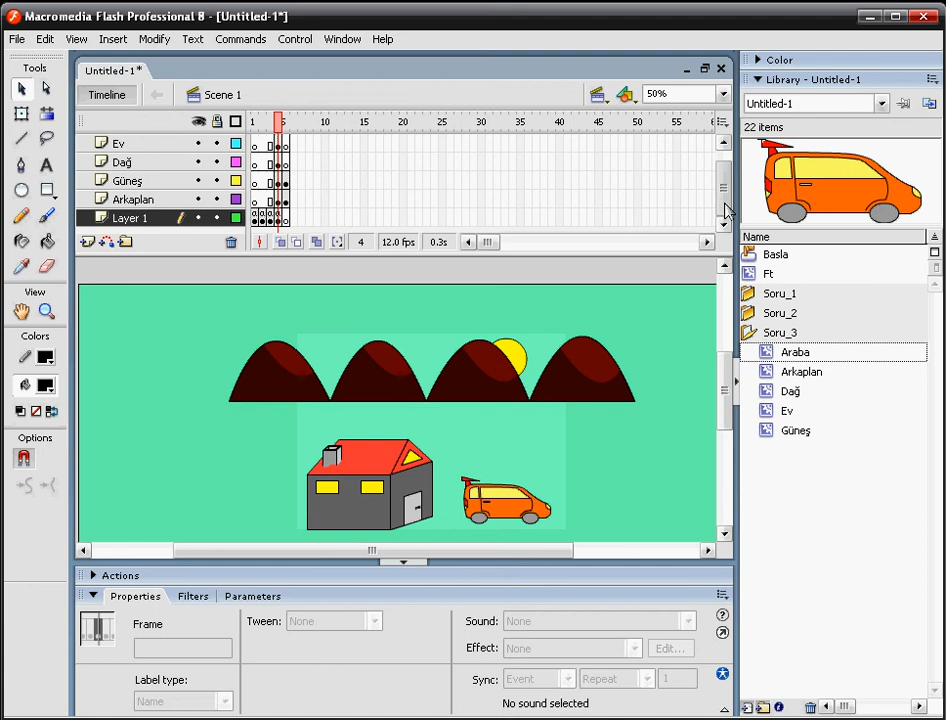 Macromedia Flash Professional 8 - [Untitled-1*]
File Edit View Insert Modify Text Commands Control Window Help
Tools
View
Colors
Options
Untitled-1*
Timeline
Scene 1
50%
1 5 10 15 20 25 30 35 40 45 50 55 6
Ev
Dağ
Güneş
Arkaplan
Layer 1
4 12.0 fps 0.3s
Actions
Properties Filters Parameters
Frame
Label type:
Name
Tween: None
Sound: None
Effect: None Edit...
Sync: Event Repeat 1
No sound selected
Color
Library - Untitled-1
Untitled-1
22 items
Name
Basla
Ft
Soru_1
Soru_2
Soru_3
Araba
Arkaplan
Dağ
Ev
Güneş